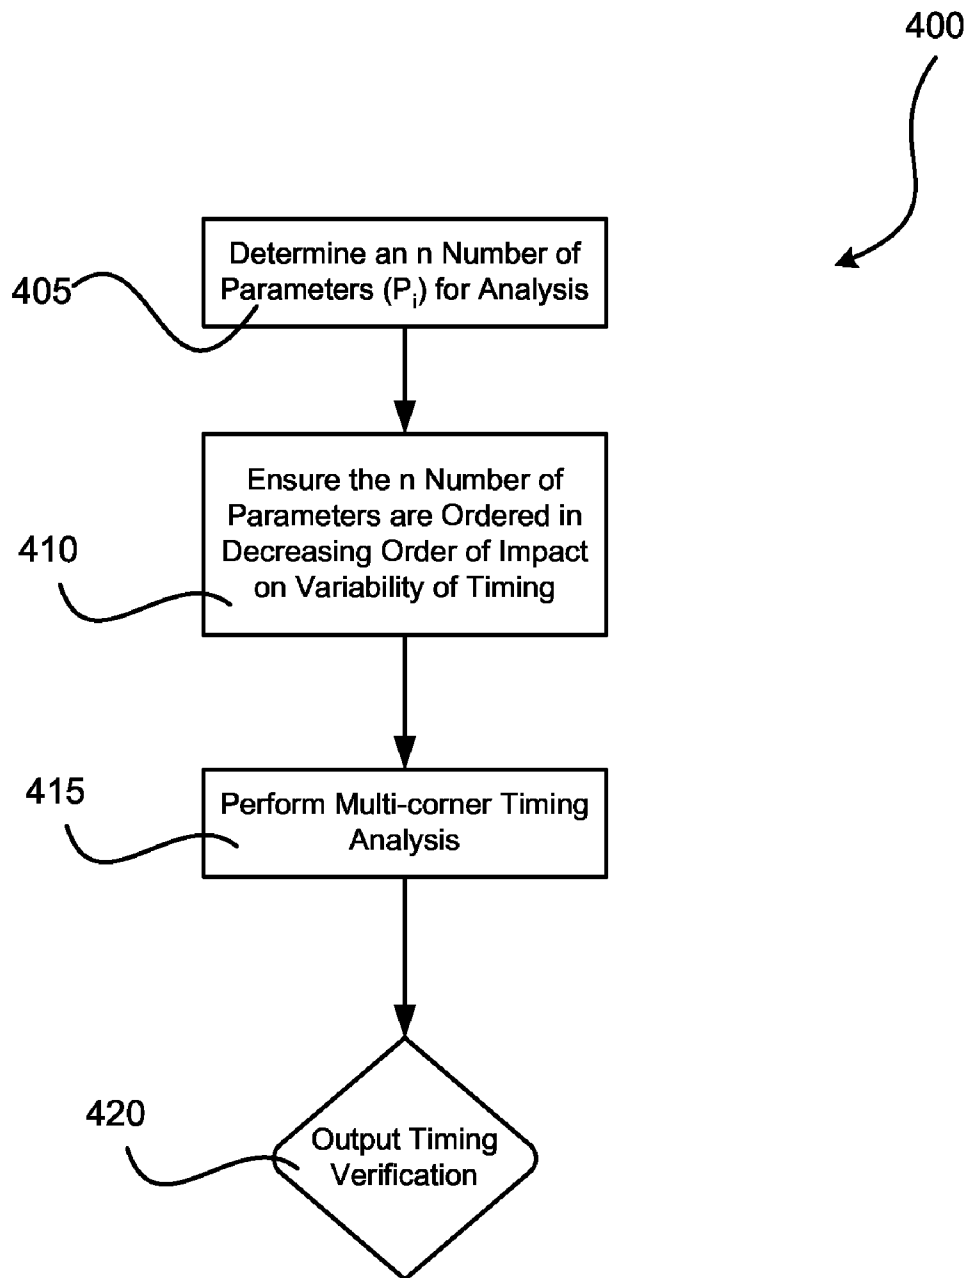 400
Determine an n Number of
Parameters (Pi) for Analysis
405
Ensure the n Number of
Parameters are Ordered in
Decreasing Order of Impact
on Variability of Timing
410
Perform Multi-corner Timing
Analysis
415
Output Timing
Verification
420